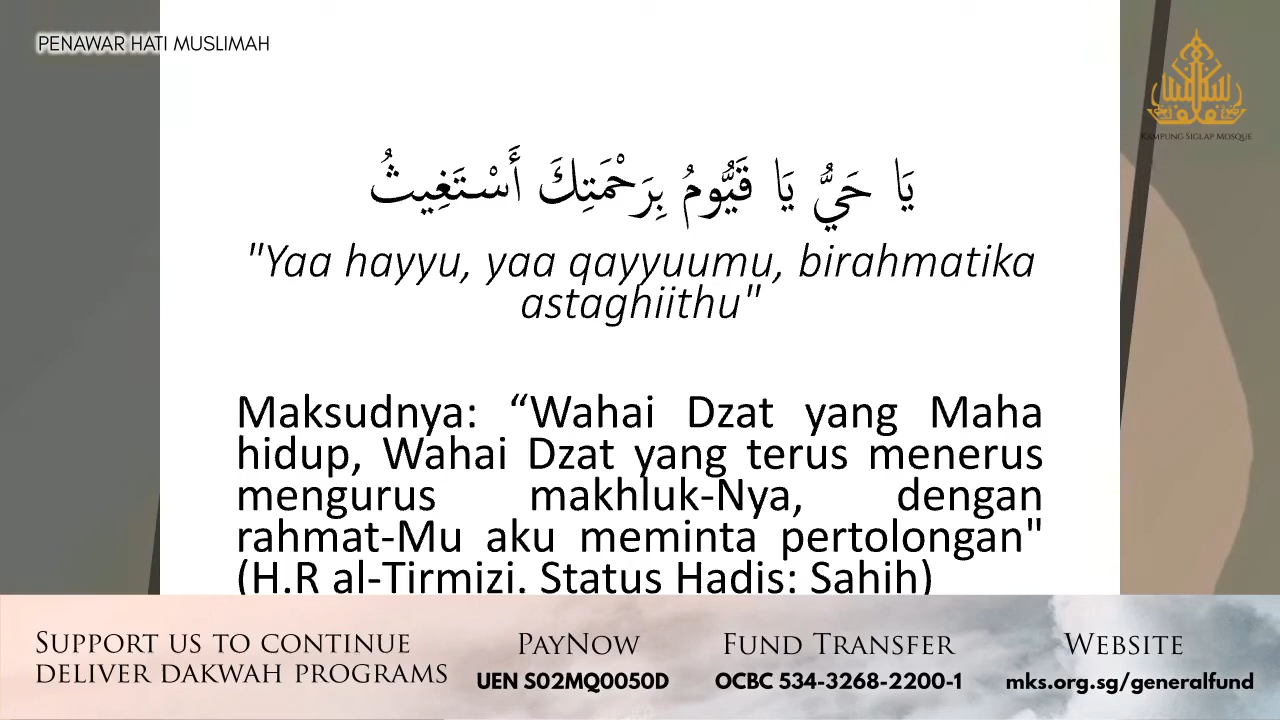 PENAWAR HATI MUSLIMAH
KAMPUNG SIGLAP MOSQUE
يَا حَيُّ يَا قَيُّومُ بِرَحْمَتِكَ أَسْتَغِيثُ
"Yaa hayyu, yaa qayyuumu, birahmatika
astaghiithu"
Maksudnya: “Wahai Dzat yang Maha
hidup, Wahai Dzat yang terus menerus
mengurus makhluk-Nya, dengan
rahmat-Mu aku meminta pertolongan"
(H.R al-Tirmizi. Status Hadis: Sahih)
SUPPORT US TO CONTINUE
DELIVER DAKWAH PROGRAMS
PAYNOW
UEN S02MQ0050D
FUND TRANSFER
OCBC 534-3268-2200-1
WEBSITE
mks.org.sg/generalfund